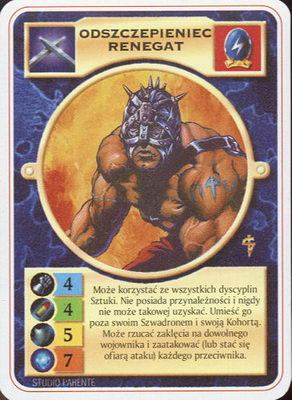 ODSZCZEPIENIEC
RENEGAT
4
4
5
7
Może korzystać ze wszystkich dyscyplin
Sztuki. Nie posiada przynależności i nigdy
nie może takowej uzyskać. Umieść go
poza swoim Szwadronem i swoją Kohortą.
Może rzucać zaklęcia na dowolnego
wojownika i zaatakować (lub stać się
ofiarą ataku) każdego przeciwnika.
STUDIO PARENTE